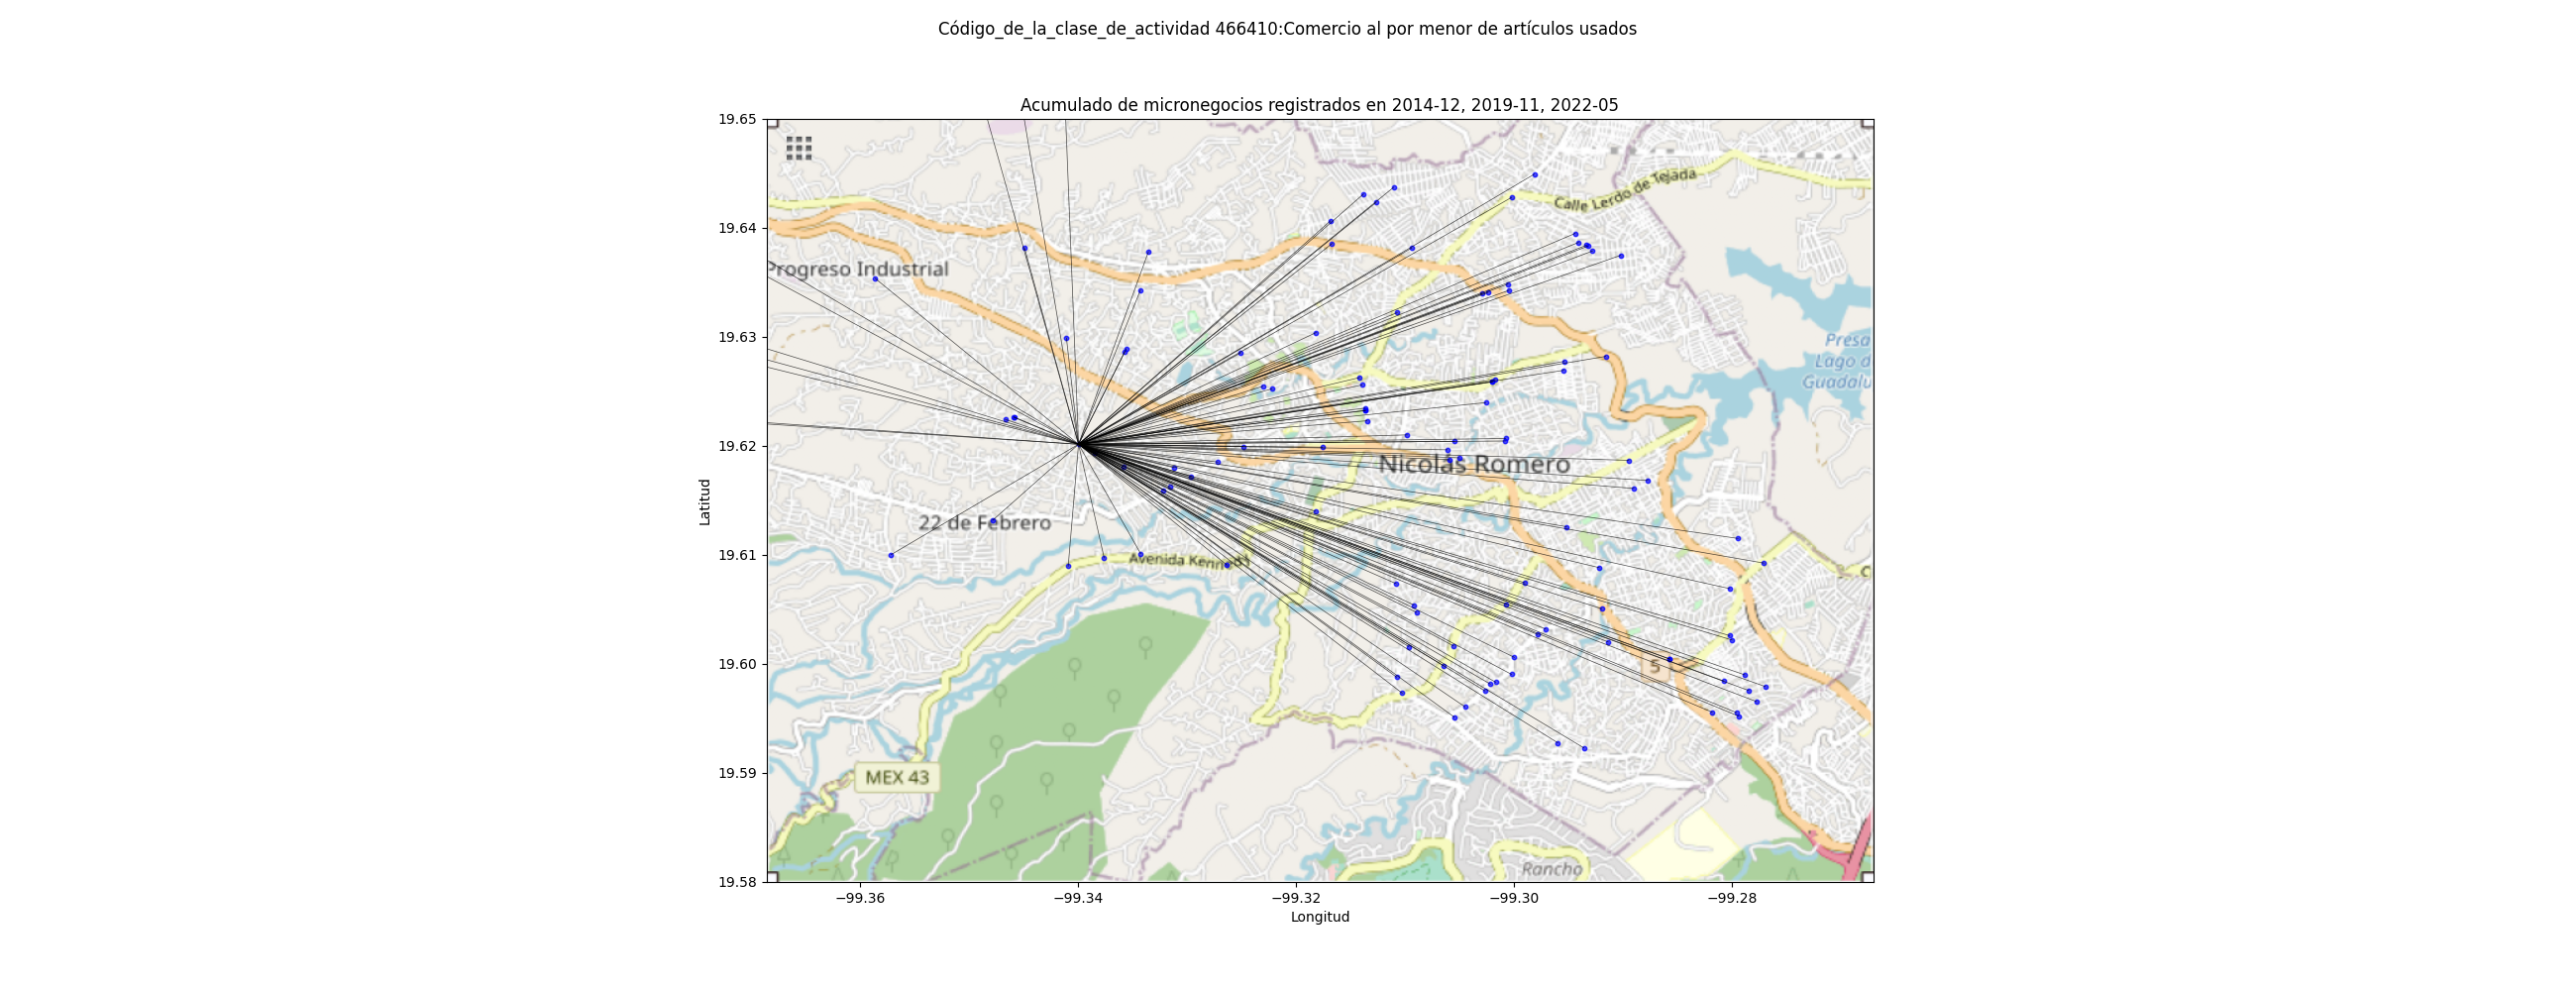 Código_de_la_clase_de_actividad 466410:Comercio al por menor de artículos usados
Acumulado de micronegocios registrados en 2014-12, 2019-11, 2022-05
19.65
19.64
19.63
19.62
19.61
19.60
19.59
19.58
Latitud
Calle Lerdo de Tejada
Progreso Industrial
Presa
Lago d
Guadalu
Nicolás Romero
22 de Febrero
Avenida Kennedy
C
5
MEX 43
Rancho
−99.36 −99.34 −99.32 −99.30 −99.28
Longitud